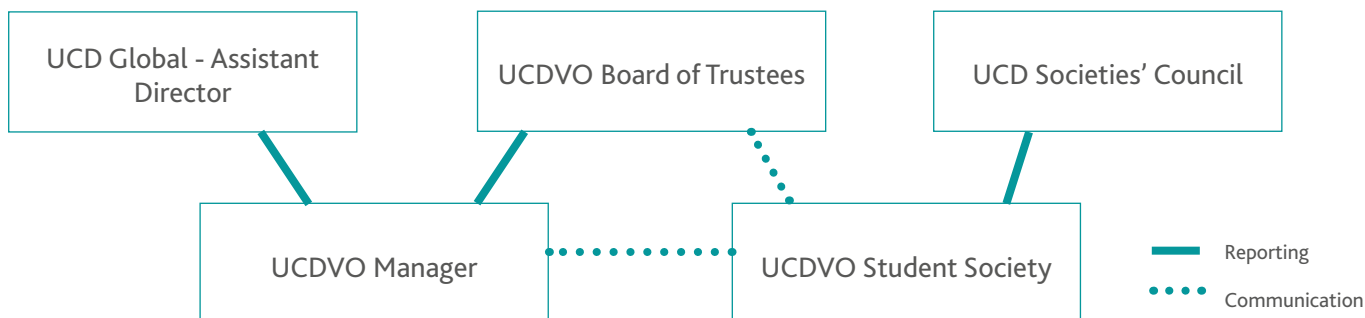 UCD Global - Assistant
Director
UCDVO Board of Trustees
UCD Societies’ Council
UCDVO Manager
UCDVO Student Society
Reporting
Communication